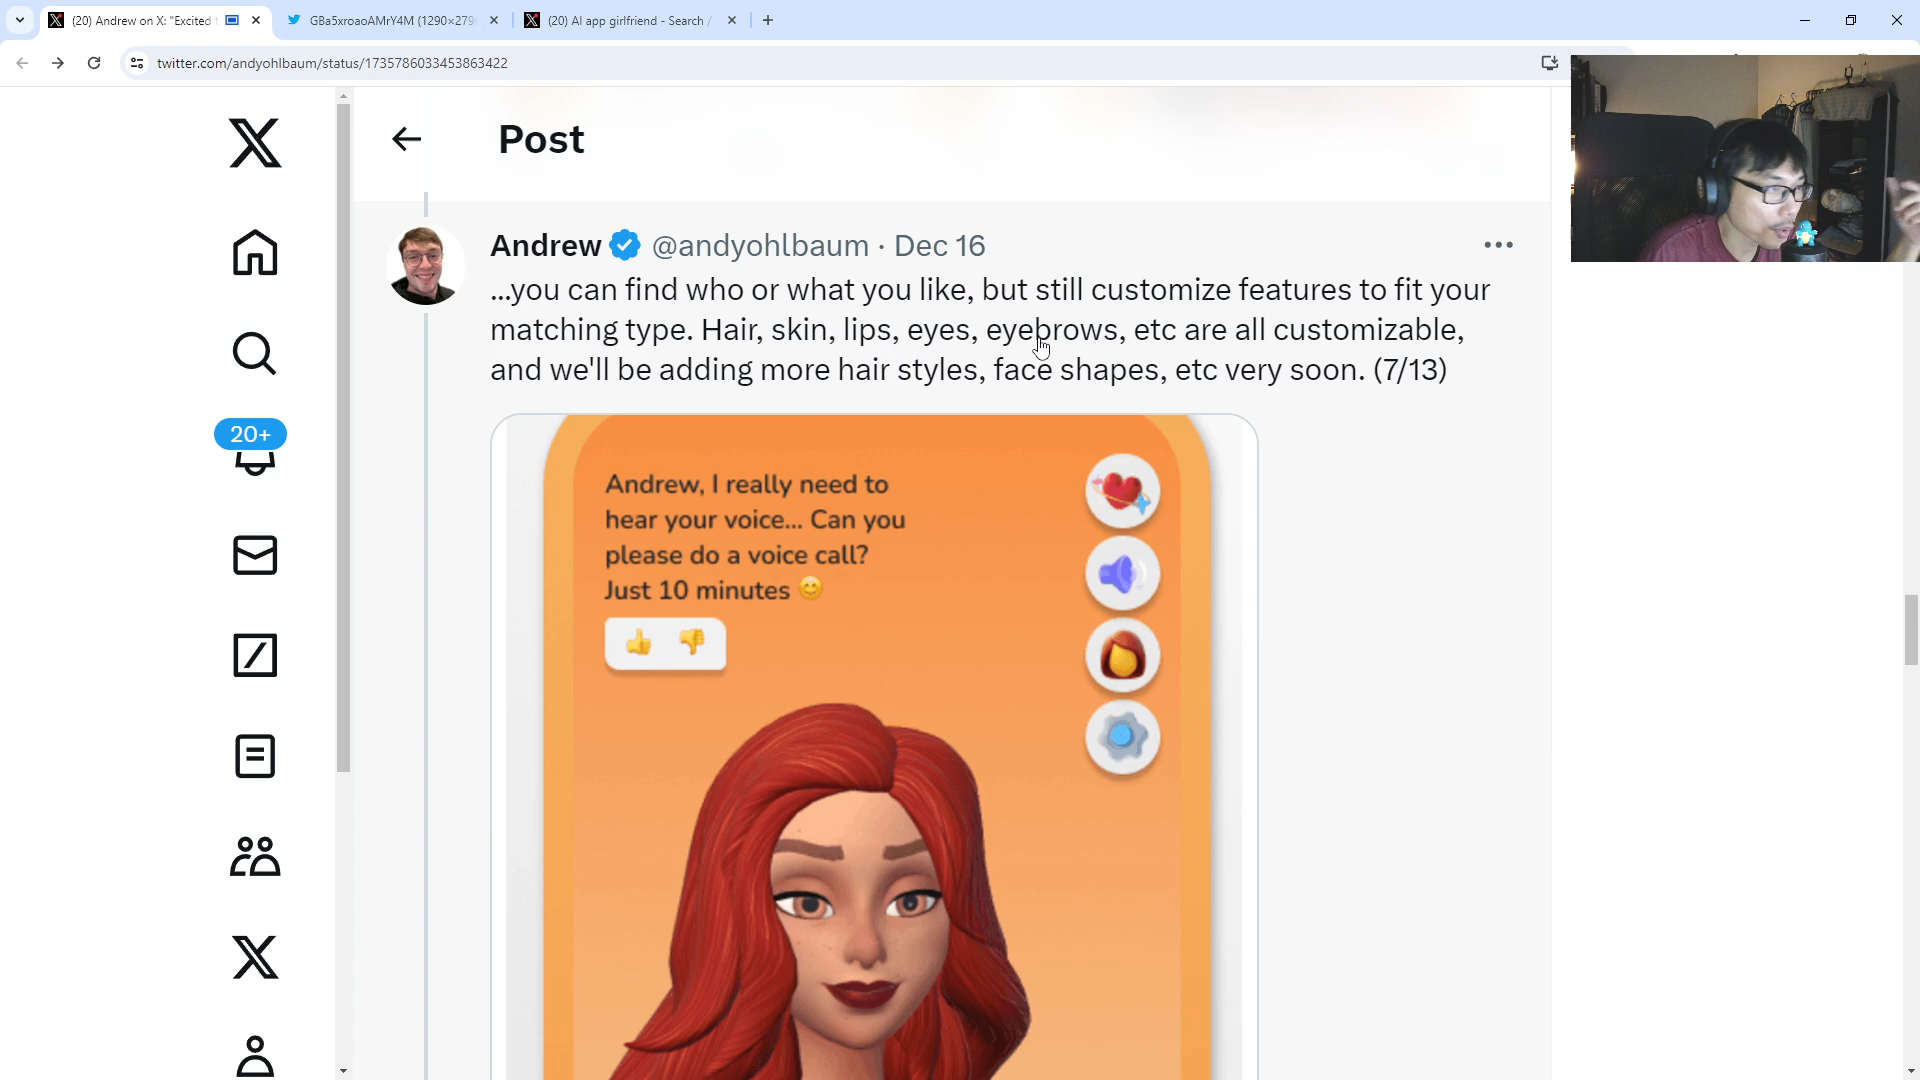 (20) Andrew on X: "Excited
GBa5xroaoAMrY4M (1290×279
(20) AI app girlfriend - Search /
twitter.com/andyohlbaum/status/1735786033453863422
Post
20+
Andrew @andyohlbaum · Dec 16
...you can find who or what you like, but still customize features to fit your
matching type. Hair, skin, lips, eyes, eyebrows, etc are all customizable,
and we'll be adding more hair styles, face shapes, etc very soon. (7/13)
Andrew, I really need to
hear your voice... Can you
please do a voice call?
Just 10 minutes 😊